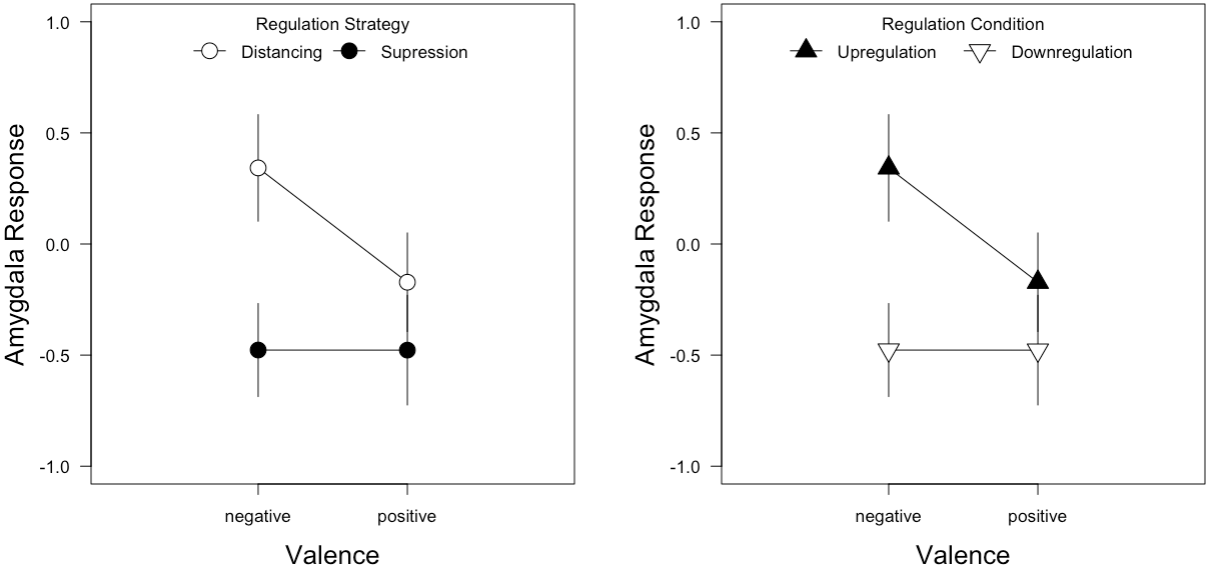 Regulation Strategy
Distancing Supression
1.0
0.5
0.0
-0.5
-1.0
Amygdala Response
negative positive
Valence
Regulation Condition
Upregulation Downregulation
1.0
0.5
0.0
-0.5
-1.0
Amygdala Response
negative positive
Valence